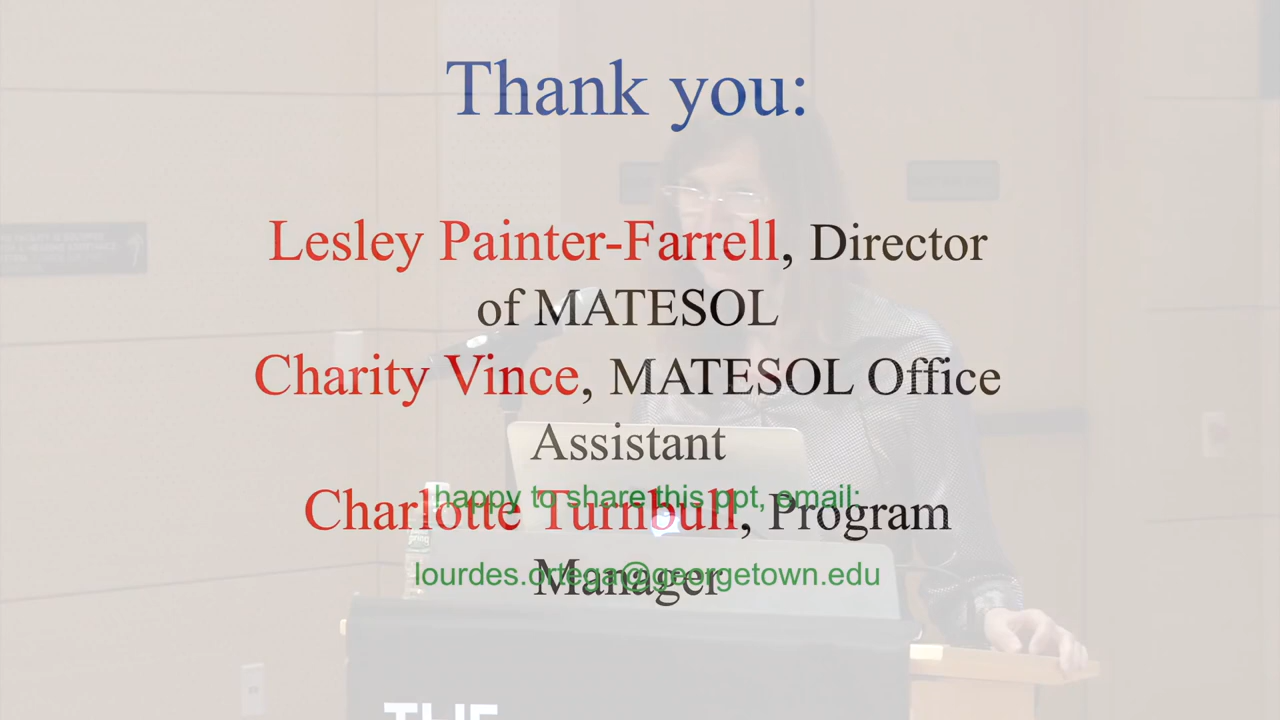 Thank you:
Lesley Painter-Farrell, Director
of MATESOL
Charity Vince, MATESOL Office
Assistant
happy to share this ppt, email:
Charlotte Turnbull, Program
Manager
lourdes.ortega@georgetown.edu
THE